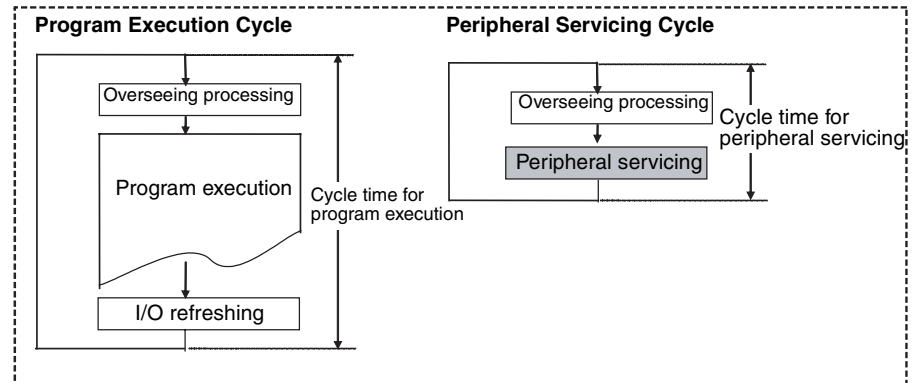 Program Execution Cycle
Overseeing processing
Program execution
I/O refreshing
Cycle time for
program execution
Peripheral Servicing Cycle
Overseeing processing
Peripheral servicing
Cycle time for
peripheral servicing